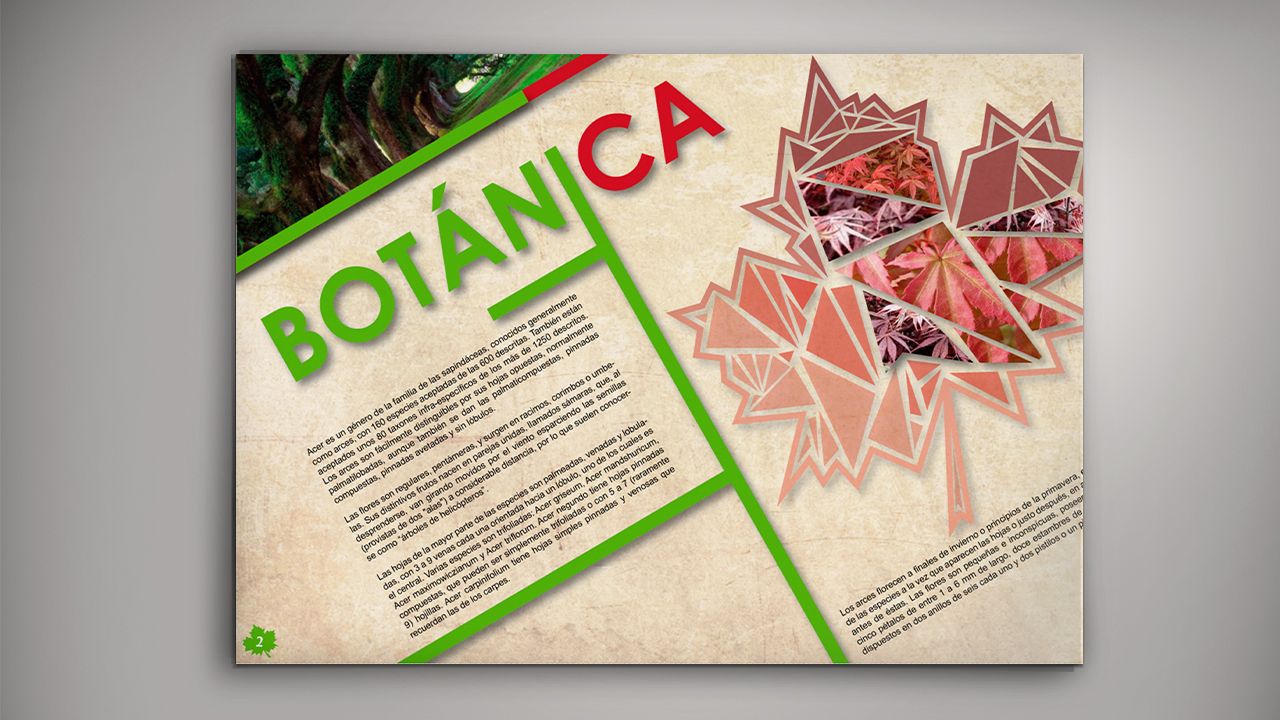 BOTÁNICA
Acer es un género de la familia de las sapindáceas, conocidos generalmente
como arces, con 160 especies aceptadas de las 600 descritas. También están
aceptados unos 80 taxones infra-específicos de los más de 1250 descritos.
Los arces son fácilmente distinguibles por sus hojas opuestas, normalmente
palmatilobadas, aunque también se dan las palmaticompuestas, pinnadas
compuestas, pinnadas avetadas y sin lóbulos.
Las flores son regulares, pentámeras, y surgen en racimos, corimbos o umbe-
las. Sus distintivos frutos nacen en parejas unidas, llamados sámaras, que, al
desprenderse, van girando movidos por el viento, esparciendo las semillas
(provistas de dos "alas") a considerable distancia, por lo que suelen conocer-
se como "árboles de helicópteros".
Las hojas de la mayor parte de las especies son palmeadas, venadas y lobula-
das, con 3 a 9 venas cada una orientada hacia un lóbulo, uno de los cuales es
el central. Varias especies son trifoliadas: Acer griseum, Acer mandshuricum,
Acer maximowiczianum y Acer triflorum. Acer negundo tiene hojas pinnadas
compuestas, que pueden ser simplemente trifoliadas o con 5 a 7 (raramente
9) hojillas. Acer carpinifolium tiene hojas simples pinnadas y venosas que
recuerdan las de los carpes.
Los arces florecen a finales de invierno o principios de la primavera,
de las especies a la vez que aparecen las hojas o justo después, en
antes de éstas. Las flores son pequeñas e inconspicuas, poseen
cinco pétalos de entre 1 a 6 mm de largo, doce estambres de
dispuestos en dos anillos de seis cada uno y dos pistilos o un
2